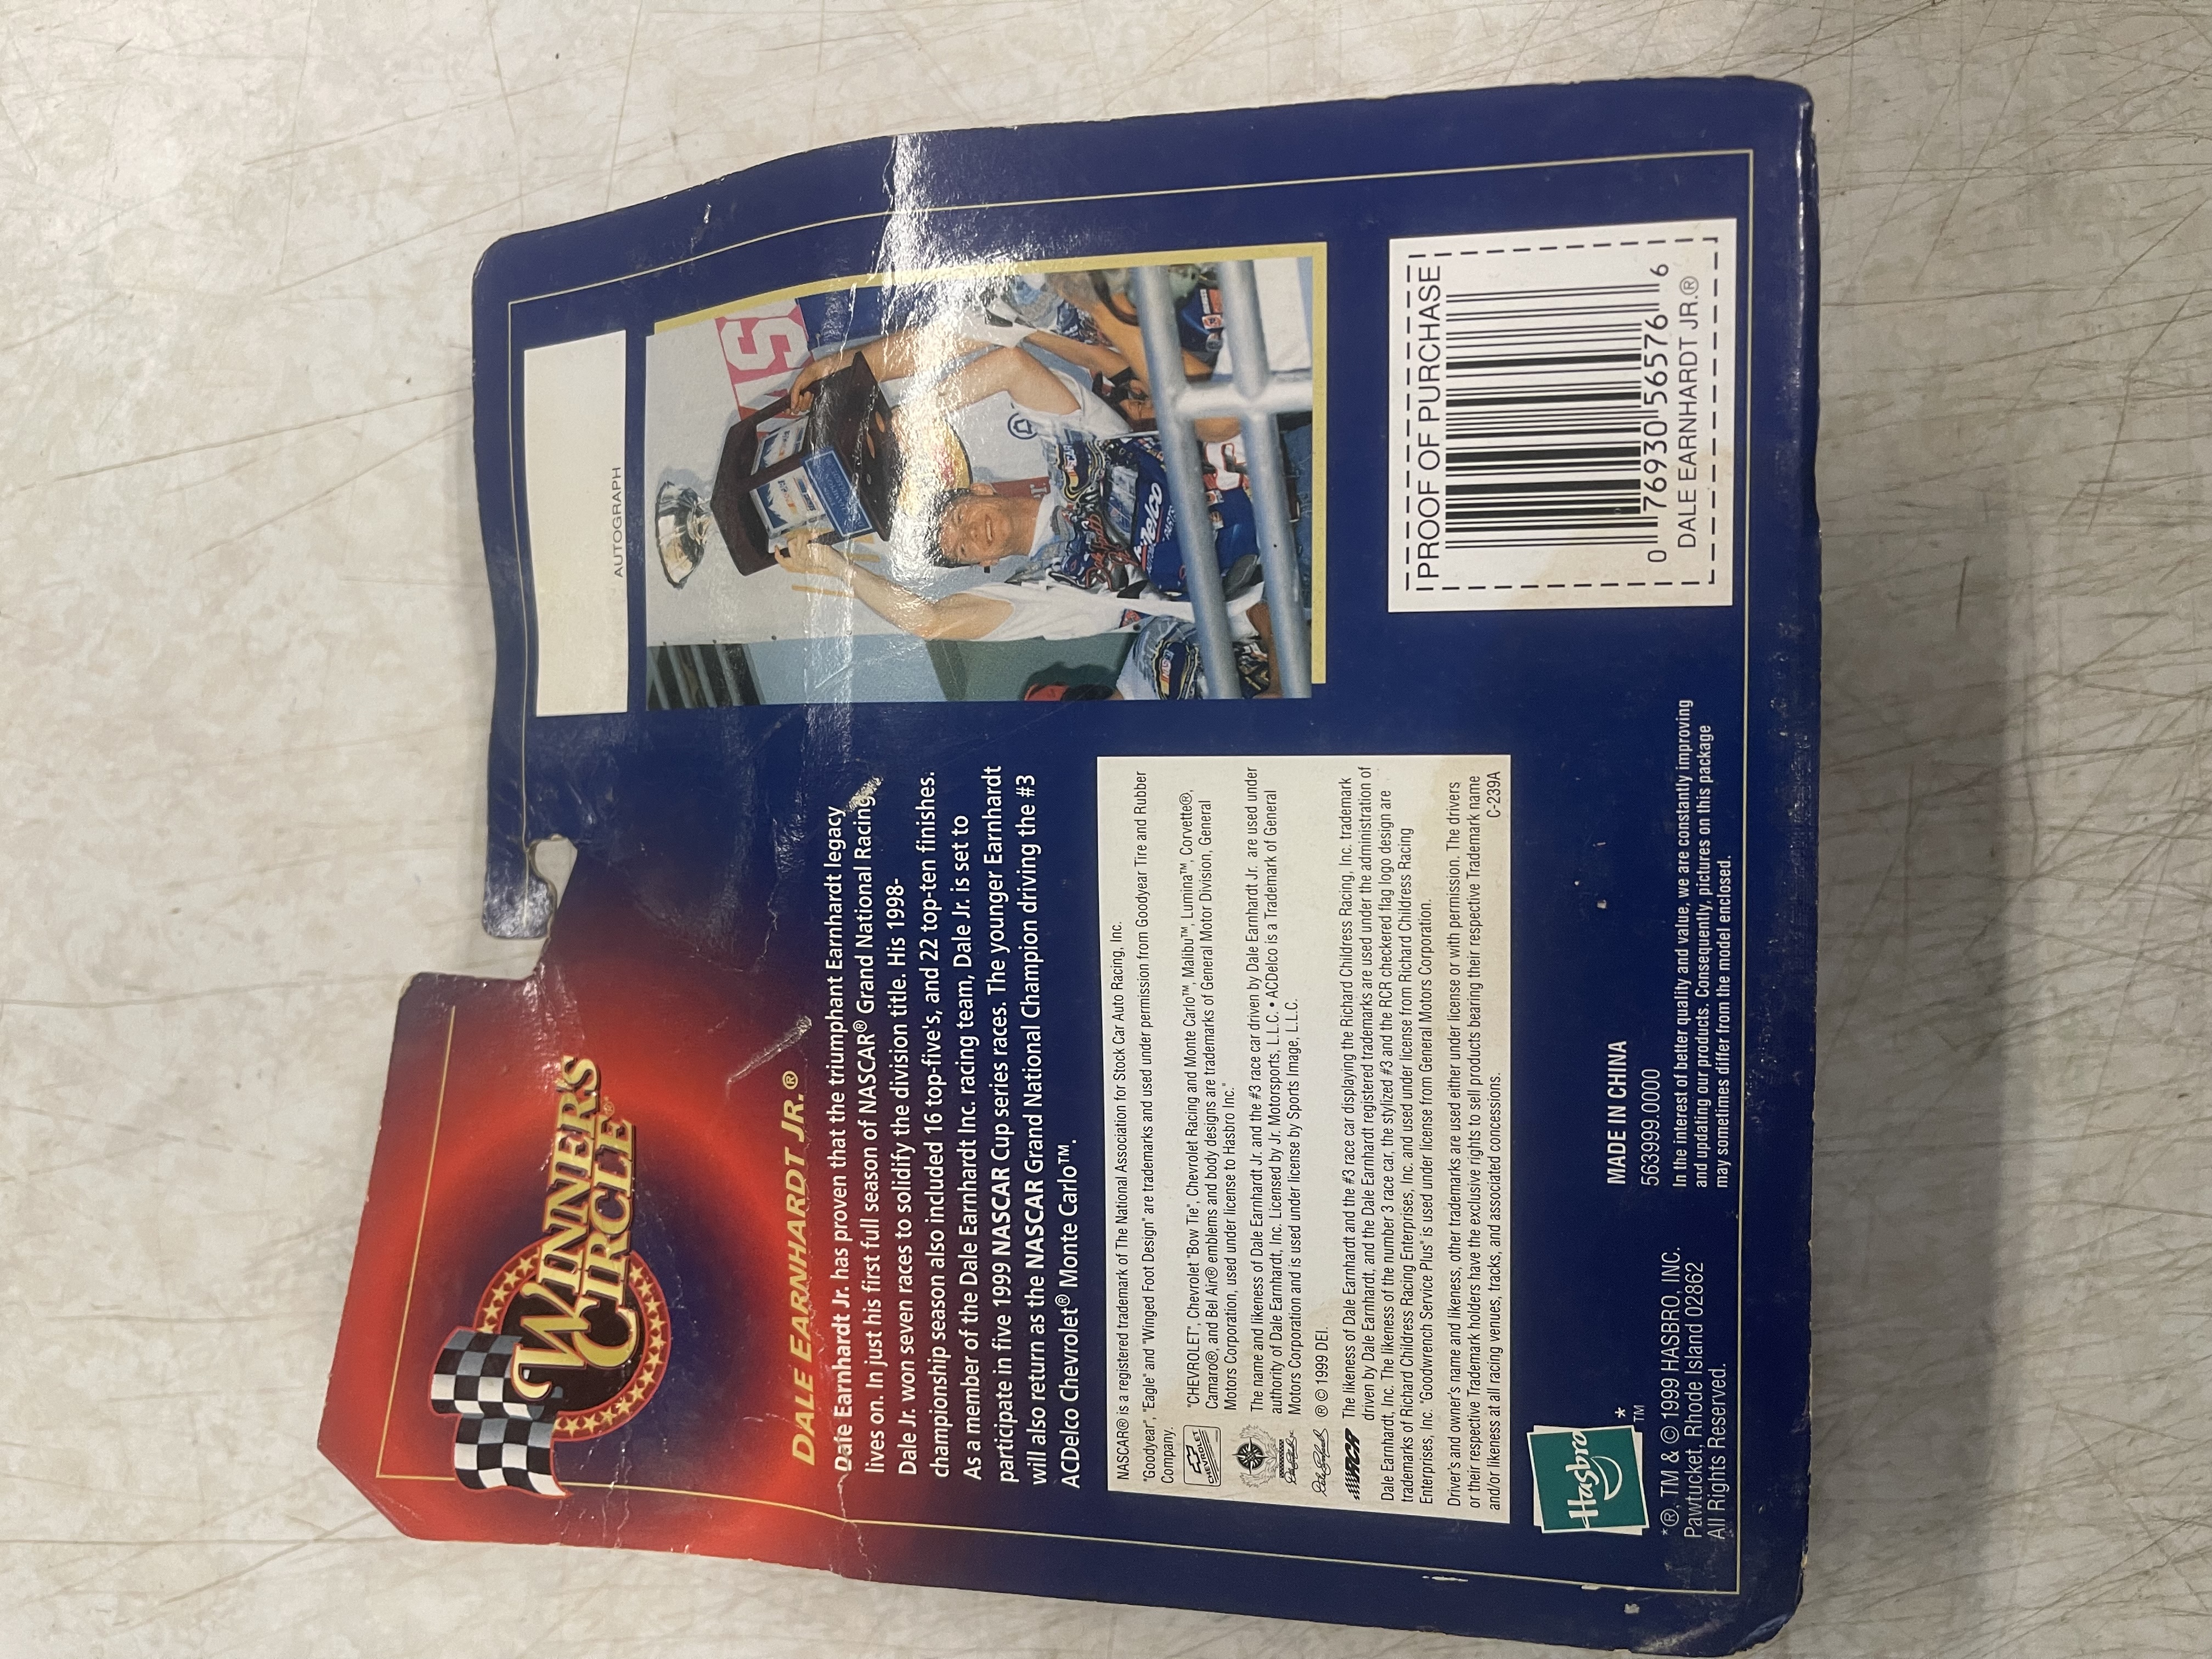 WINNER'S
CIRCLE®
DALE EARNHARDT JR.®
Dale Earnhardt Jr. has proven that the triumphant Earnhardt legacy
lives on. In just his first full season of NASCAR® Grand National Racing,
Dale Jr. won seven races to solidify the division title. His 1998-
championship season also included 16 top-five's, and 22 top-ten finishes.
As a member of the Dale Earnhardt Inc. racing team, Dale Jr. is set to
participate in five 1999 NASCAR Cup series races. The younger Earnhardt
will also return as the NASCAR Grand National Champion driving the #3
ACDelco Chevrolet® Monte Carlo™.
NASCAR® is a registered trademark of The National Association for Stock Car Auto Racing, Inc.
"Goodyear", "Eagle" and "Winged Foot Design" are trademarks and used under permission from Goodyear Tire and Rubber
Company.
CHEVROLET
"CHEVROLET", Chevrolet "Bow Tie", Chevrolet Racing and Monte Carlo™, Malibu™, Lumina™, Corvette®,
Camaro®, and Bel Air® emblems and body designs are trademarks of General Motor Division, General
Motors Corporation, used under license to Hasbro Inc."
The name and likeness of Dale Earnhardt Jr. and the #3 race car driven by Dale Earnhardt Jr. are used under
authority of Dale Earnhardt, Inc. Licensed by Jr. Motorsports, L.L.C. • ACDelco is a Trademark of General
Motors Corporation and is used under license by Sports Image, L.L.C.
® © 1999 DEI.
RCR
The likeness of Dale Earnhardt and the #3 race car displaying the Richard Childress Racing, Inc. trademark
driven by Dale Earnhardt, and the Dale Earnhardt registered trademarks are used under the administration of
Dale Earnhardt, Inc. The likeness of the number 3 race car, the stylized #3 and the RCR checkered flag logo design are
trademarks of Richard Childress Racing Enterprises, Inc. and used under license from Richard Childress Racing
Enterprises, Inc. "Goodwrench Service Plus" is used under license from General Motors Corporation.
Driver's and owner's name and likeness, other trademarks are used either under license or with permission. The drivers
or their respective Trademark holders have the exclusive rights to sell products bearing their respective Trademark name
and/or likeness at all racing venues, tracks, and associated concessions.
C-239A
AUTOGRAPH
Hasbro
*
TM
*®, TM & © 1999 HASBRO, INC.
Pawtucket, Rhode Island 02862
All Rights Reserved.
MADE IN CHINA
563999.0000
In the interest of better quality and value, we are constantly improving
and updating our products. Consequently, pictures on this package
may sometimes differ from the model enclosed.
PROOF OF PURCHASE
0 76930 56576 6
DALE EARNHARDT JR.®